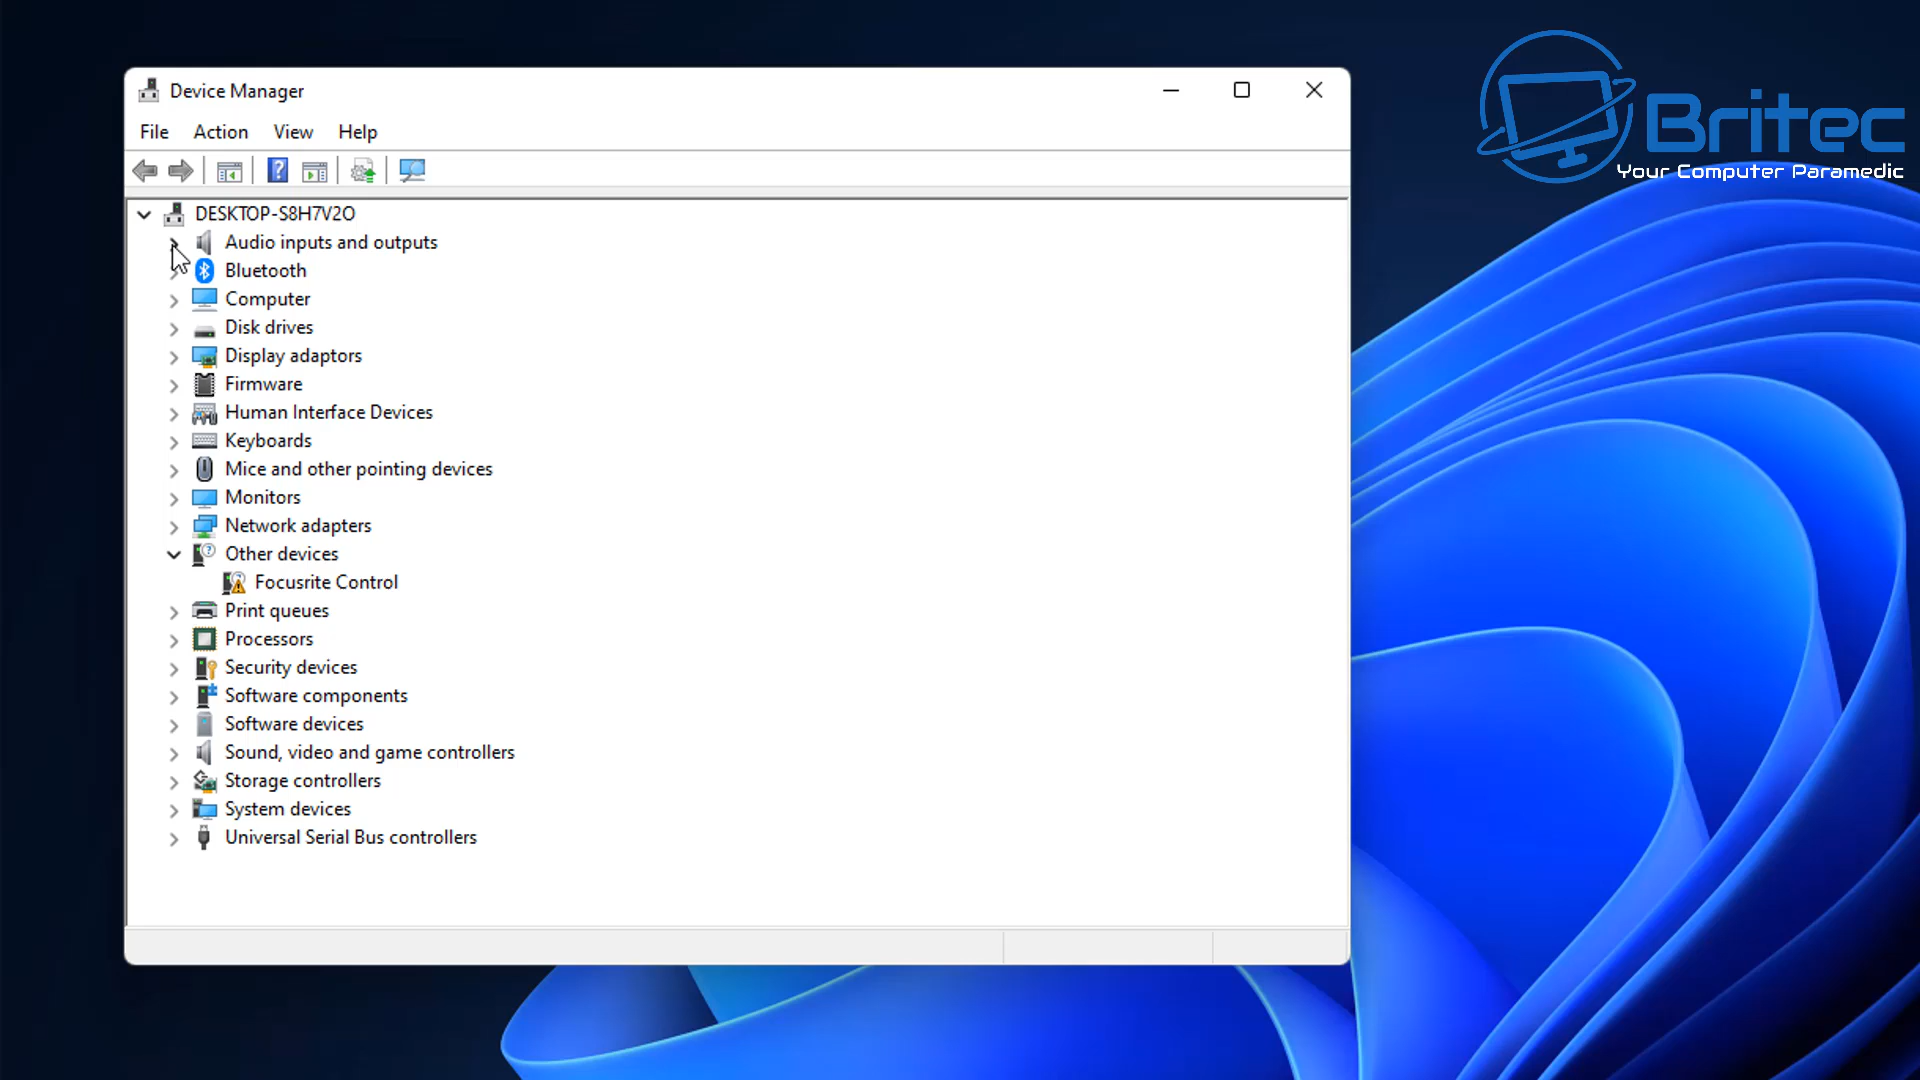 Device Manager
File Action View Help
DESKTOP-S8H7V2O
Audio inputs and outputs
Bluetooth
Computer
Disk drives
Display adaptors
Firmware
Human Interface Devices
Keyboards
Mice and other pointing devices
Monitors
Network adapters
Other devices
Focusrite Control
Print queues
Processors
Security devices
Software components
Software devices
Sound, video and game controllers
Storage controllers
System devices
Universal Serial Bus controllers
Britec
Your Computer Paramedic